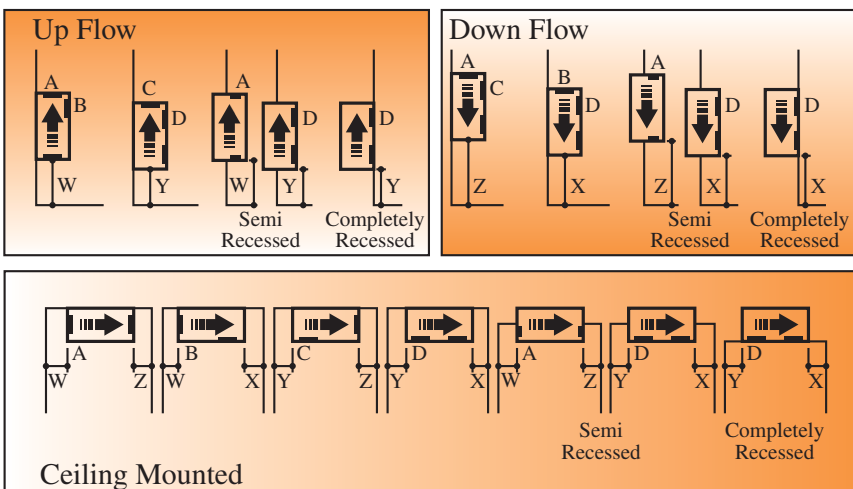 Up Flow
A
B
W
C
D
Y
A
W
D
Y
Semi
Recessed
D
Y
Completely
Recessed
Down Flow
A
C
Z
B
D
X
A
Z
D
X
Semi
Recessed
D
X
Completely
Recessed
A
W Z
B
W X
C
Y Z
D
Y X
A
W Z
D
Y X
Semi
Recessed
D
Y X
Completely
Recessed
Ceiling Mounted